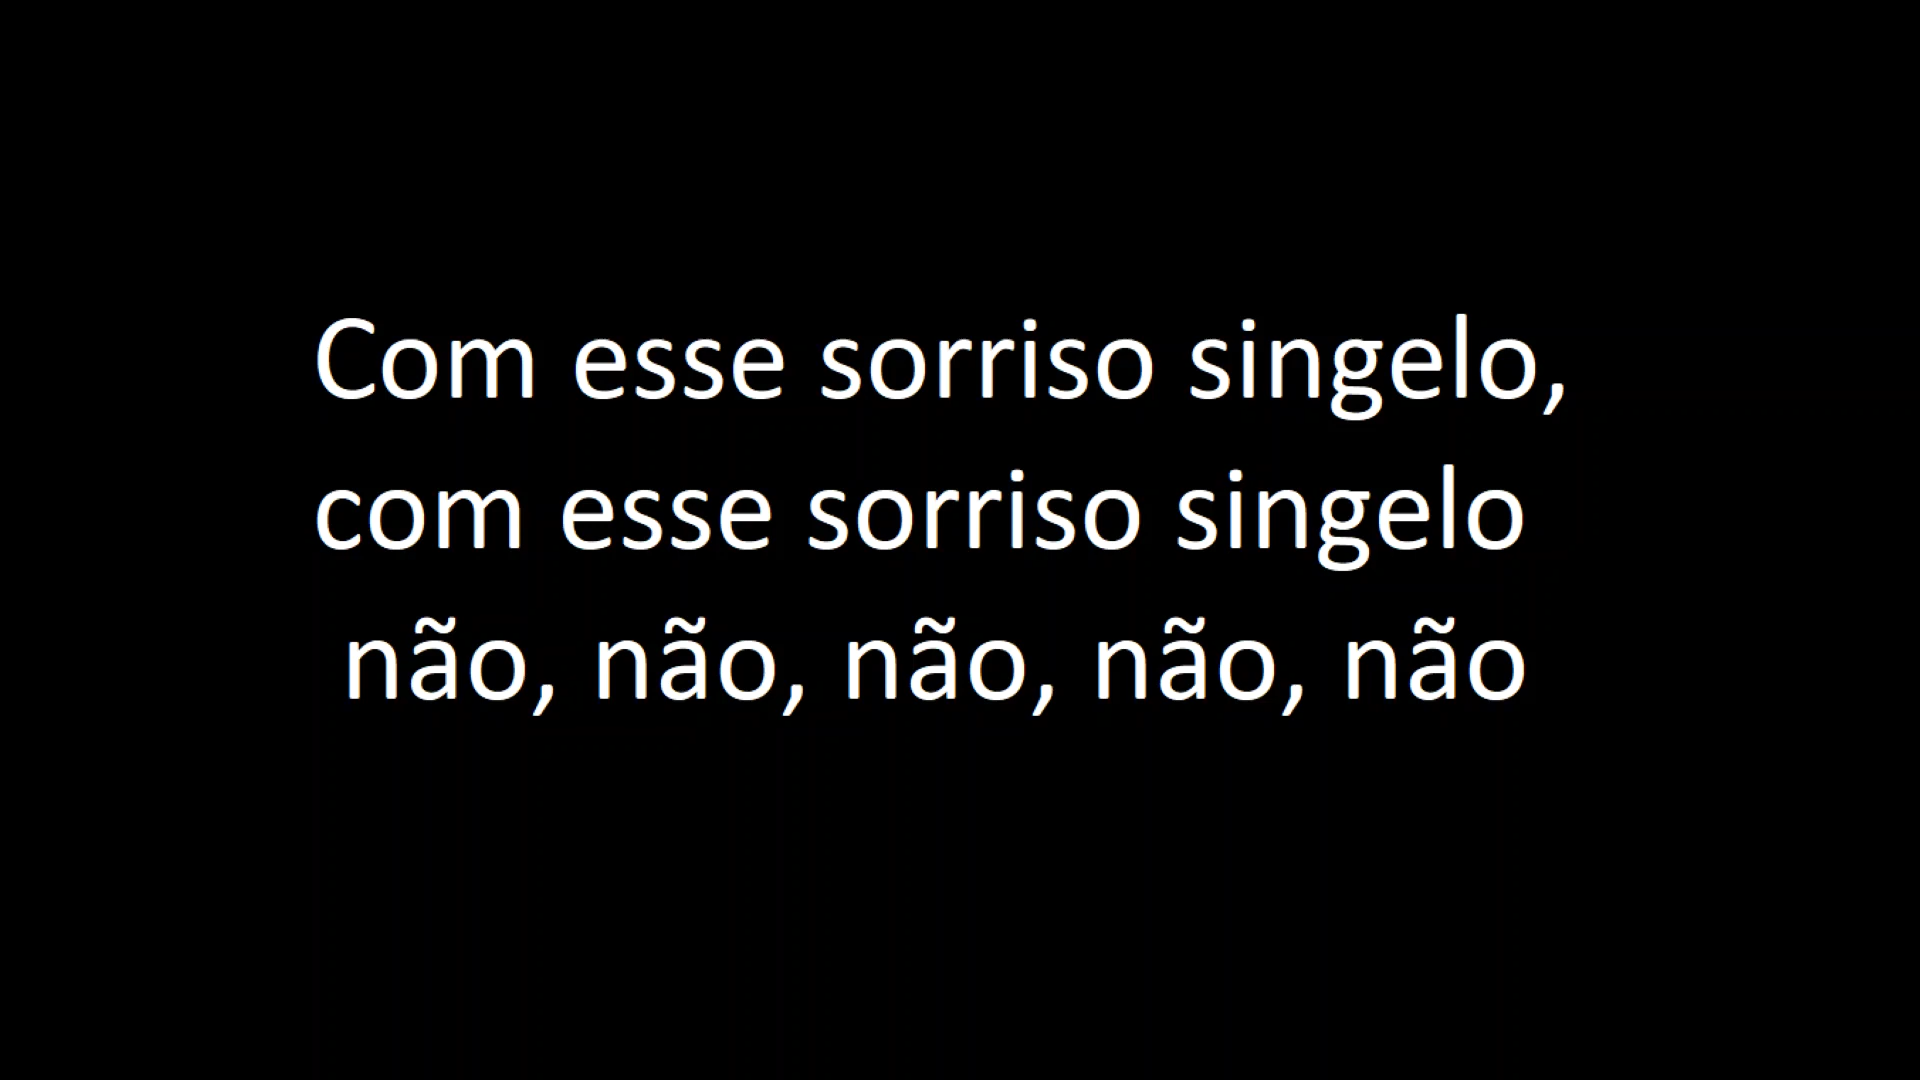 Com esse sorriso singelo,
com esse sorriso singelo
não, não, não, não, não